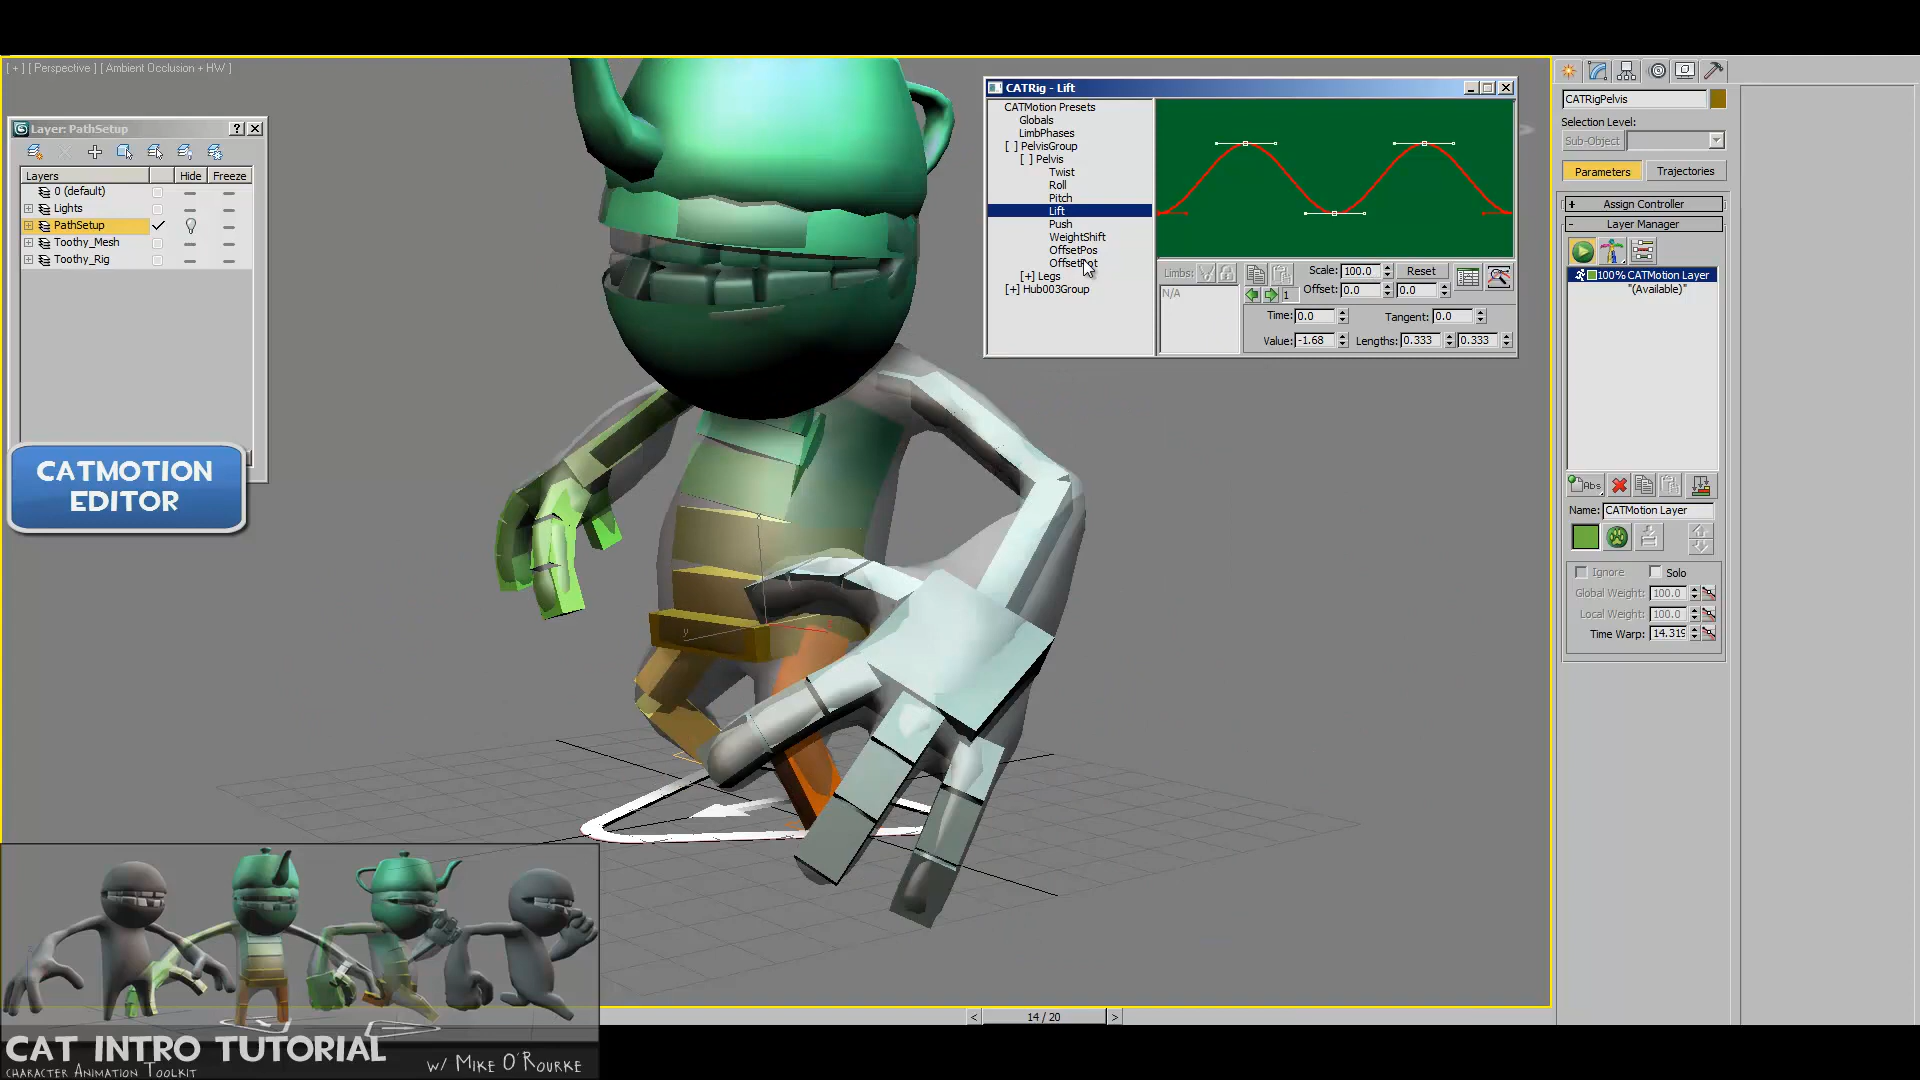 [ + ] [ Perspective ] [ Ambient Occlusion + HW ]
Layer: PathSetup
Layers Hide Freeze
0 (default)
Lights
PathSetup
Toothy_Mesh
Toothy_Rig
CATMOTION
EDITOR
CATRig - Lift
CATMotion Presets
Globals
LimbPhases
[ ] PelvisGroup
[ ] Pelvis
Twist
Roll
Pitch
Lift
Push
WeightShift
OffsetPos
[+] Legs
[+] Hub003Group
Limbs:
N/A
1
Scale: 100.0 Reset
Offset: 0.0 0.0
Time: 0.0 Tangent: 0.0
Value: -1.68 Lengths: 0.333 0.333
CATRigPelvis
Selection Level:
Sub-Object
Parameters Trajectories
+ Assign Controller
- Layer Manager
100% CATMotion Layer
"(Available)"
Abs
Name: CATMotion Layer
Ignore Solo
Global Weight: 100.0
Local Weight: 100.0
Time Warp: 14.319
y
< 14 / 20 >
CAT INTRO TUTORIAL
CHARACTER ANIMATION TOOLKIT
W/ MIKE O'ROURKE